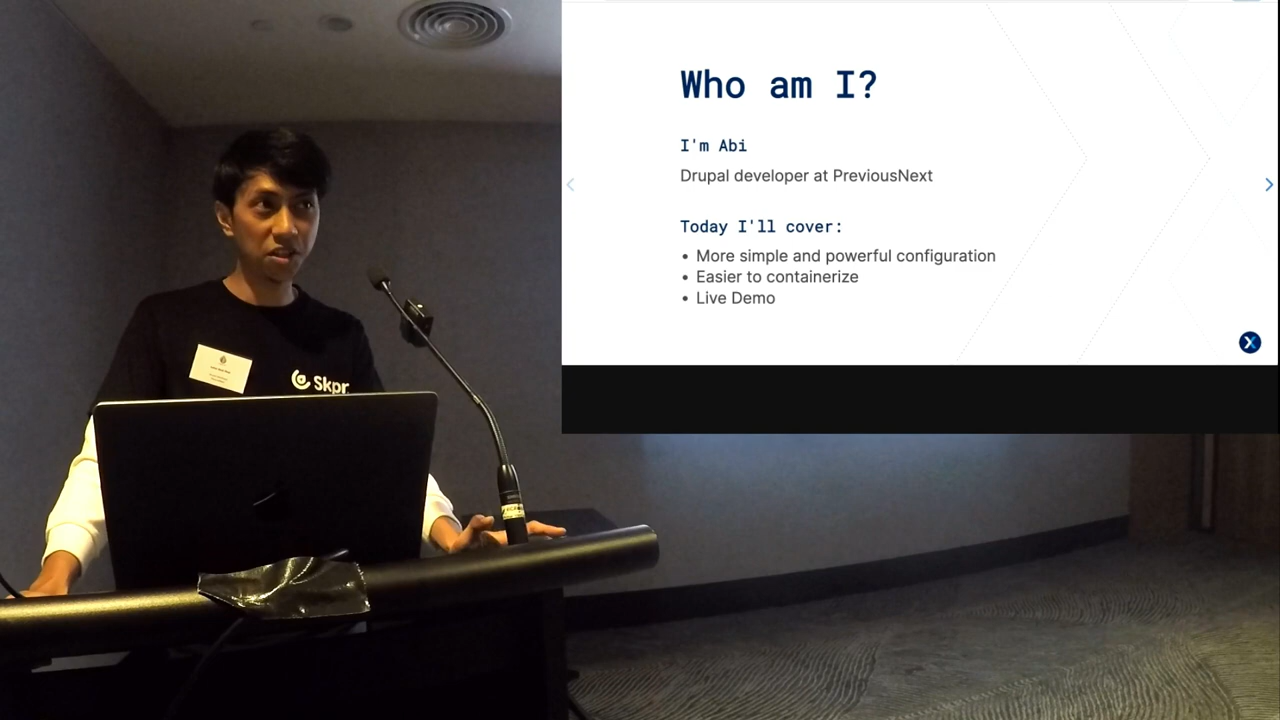 Who am I?
I'm Abi
Drupal developer at PreviousNext
Today I'll cover:
• More simple and powerful configuration
• Easier to containerize
• Live Demo
Skpr